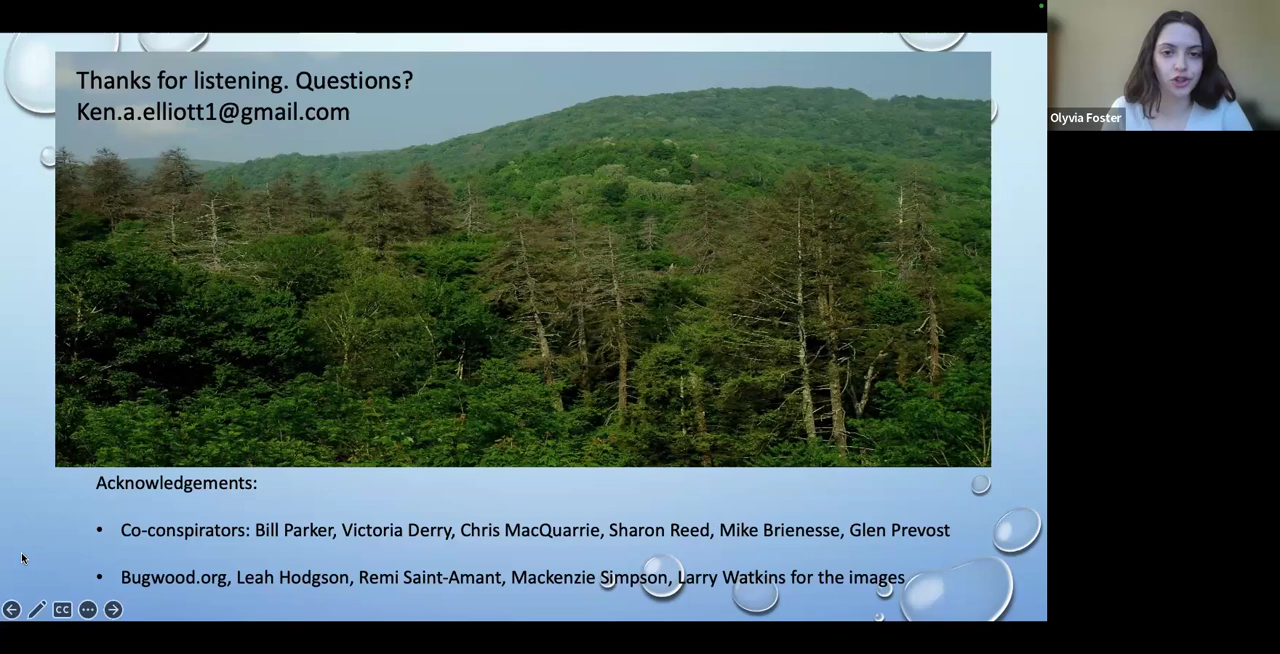 Thanks for listening. Questions?
Ken.a.elliott1@gmail.com
Olyvia Foster
Acknowledgements:
• Co-conspirators: Bill Parker, Victoria Derry, Chris MacQuarrie, Sharon Reed, Mike Brienesse, Glen Prevost
• Bugwood.org, Leah Hodgson, Remi Saint-Amant, Mackenzie Simpson, Larry Watkins for the images
CC